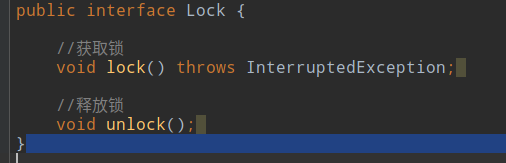 public interface Lock {
//获取锁
void lock() throws InterruptedException;
//释放锁
void unlock();
}